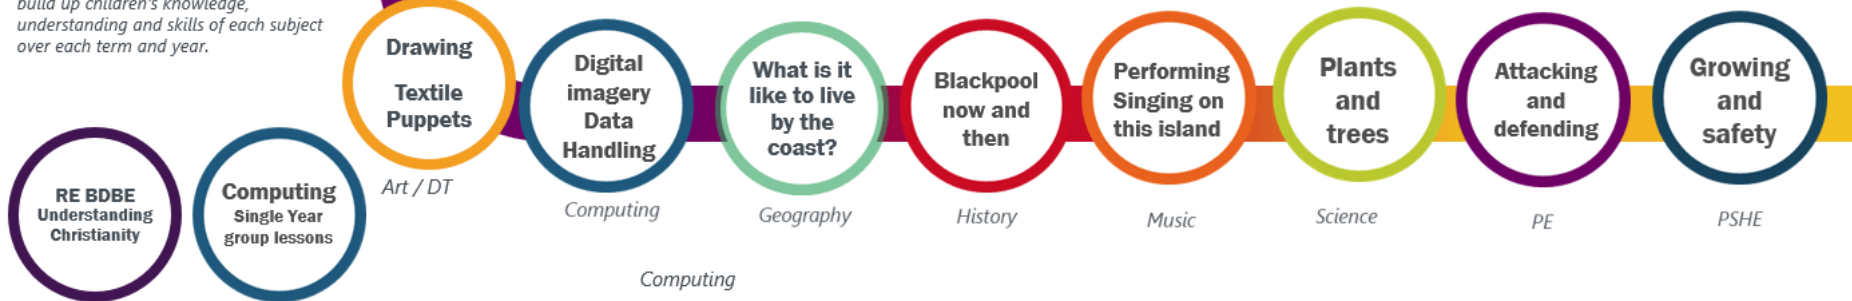 build up children's knowledge,
understanding and skills of each subject
over each term and year.
Drawing
Textile
Puppets
Art / DT
Digital
imagery
Data
Handling
Computing
What is it
like to live
by the
coast?
Geography
Blackpool
now and
then
History
Performing
Singing on
this island
Music
Plants
and
trees
Science
Attacking
and
defending
PE
Growing
and
safety
PSHE
RE BDBE
Understanding
Christianity
Computing
Single Year
group lessons
Computing